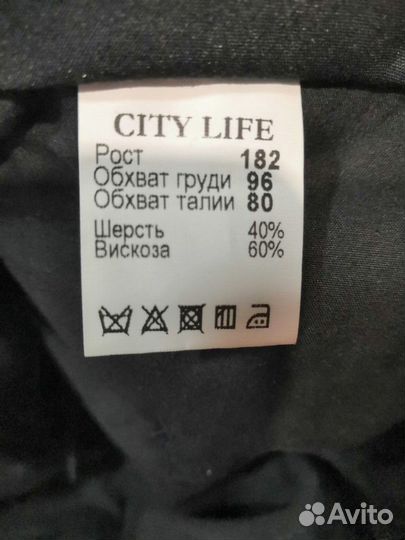 CITY LIFE
Рост 182
Обхват груди 96
Обхват талии 80
Шерсть 40%
Вискоза 60%
Avito